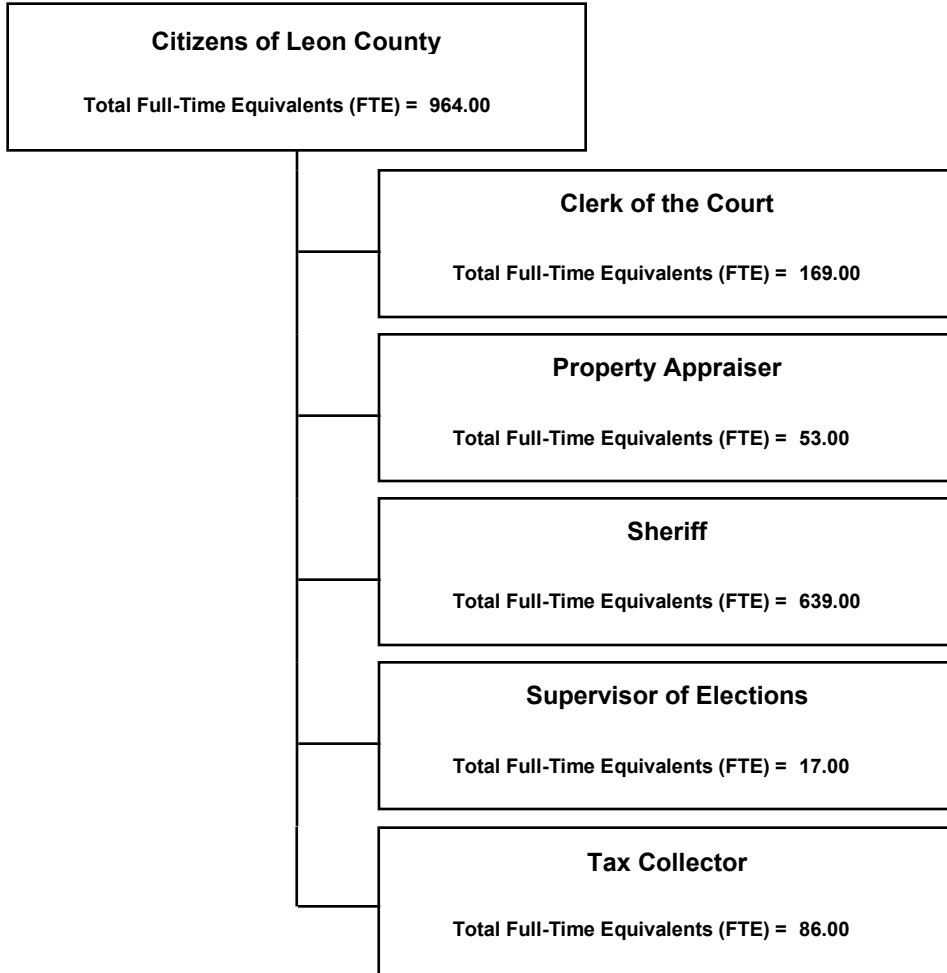 Citizens of Leon County
Total Full-Time Equivalents (FTE) = 964.00
Clerk of the Court
Total Full-Time Equivalents (FTE) = 169.00
Property Appraiser
Total Full-Time Equivalents (FTE) = 53.00
Sheriff
Total Full-Time Equivalents (FTE) = 639.00
Supervisor of Elections
Total Full-Time Equivalents (FTE) = 17.00
Tax Collector
Total Full-Time Equivalents (FTE) = 86.00